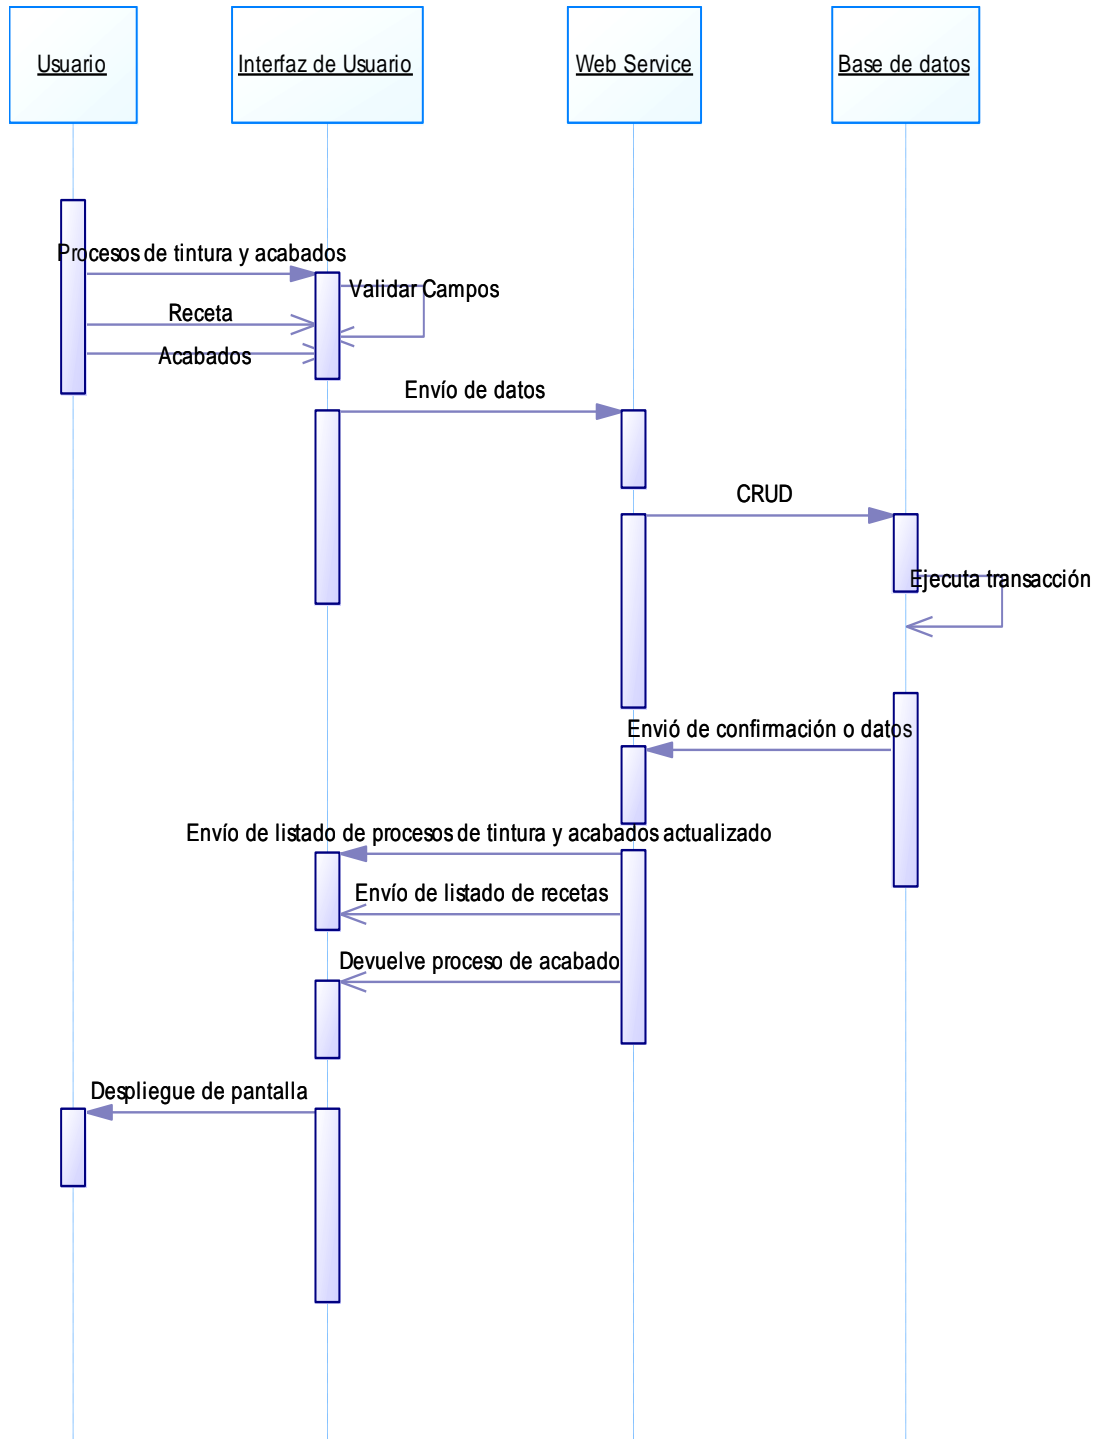 Usuario
Interfaz de Usuario
Web Service
Base de datos
Procesos de tintura y acabados
Validar Campos
Receta
Acabados
Envío de datos
CRUD
Ejecuta transacción
Envió de confirmación o datos
Envío de listado de procesos de tintura y acabados actualizado
Envío de listado de recetas
Devuelve proceso de acabado
Despliegue de pantalla